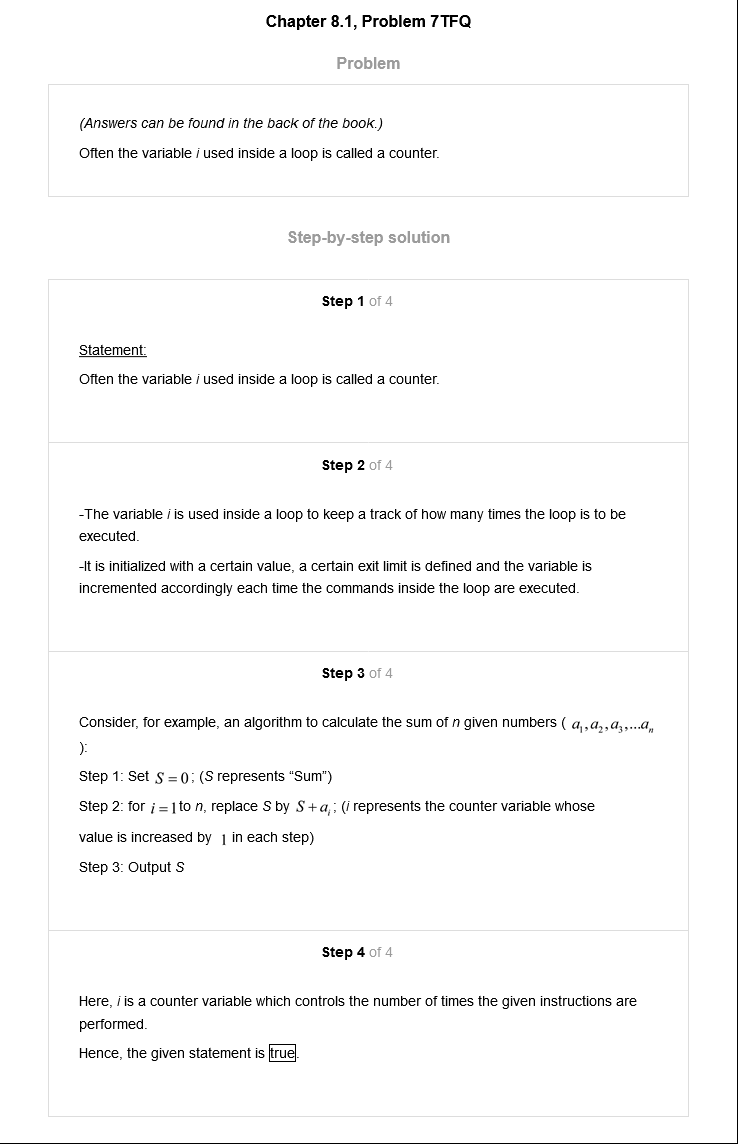 Chapter 8.1, Problem 7TFQ
Problem
(Answers can be found in the back of the book.)
Often the variable i used inside a loop is called a counter.
Step-by-step solution
Step 1 of 4
Statement:
Often the variable i used inside a loop is called a counter.
Step 2 of 4
-The variable i is used inside a loop to keep a track of how many times the loop is to be
executed.
-It is initialized with a certain value, a certain exit limit is defined and the variable is
incremented accordingly each time the commands inside the loop are executed.
Step 3 of 4
Consider, for example, an algorithm to calculate the sum of n given numbers ( a₁,a₂,a₃,...aₙ
):
Step 1: Set S = 0; (S represents “Sum”)
Step 2: for i = 1 to n, replace S by S + aᵢ; (i represents the counter variable whose
value is increased by 1 in each step)
Step 3: Output S
Step 4 of 4
Here, i is a counter variable which controls the number of times the given instructions are
performed.
Hence, the given statement is true.